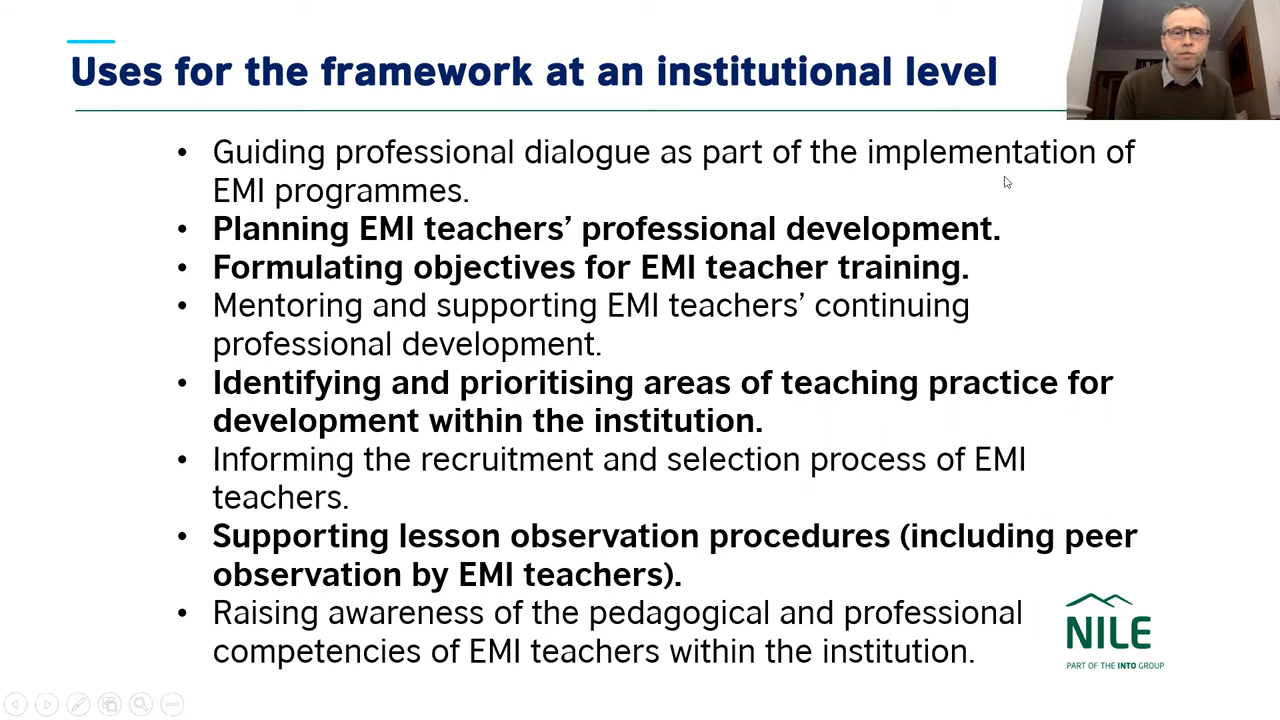 Uses for the framework at an institutional level
• Guiding professional dialogue as part of the implementation of
EMI programmes.
• Planning EMI teachers’ professional development.
• Formulating objectives for EMI teacher training.
• Mentoring and supporting EMI teachers’ continuing
professional development.
• Identifying and prioritising areas of teaching practice for
development within the institution.
• Informing the recruitment and selection process of EMI
teachers.
• Supporting lesson observation procedures (including peer
observation by EMI teachers).
• Raising awareness of the pedagogical and professional
competencies of EMI teachers within the institution.
NILE
PART OF THE INTO GROUP